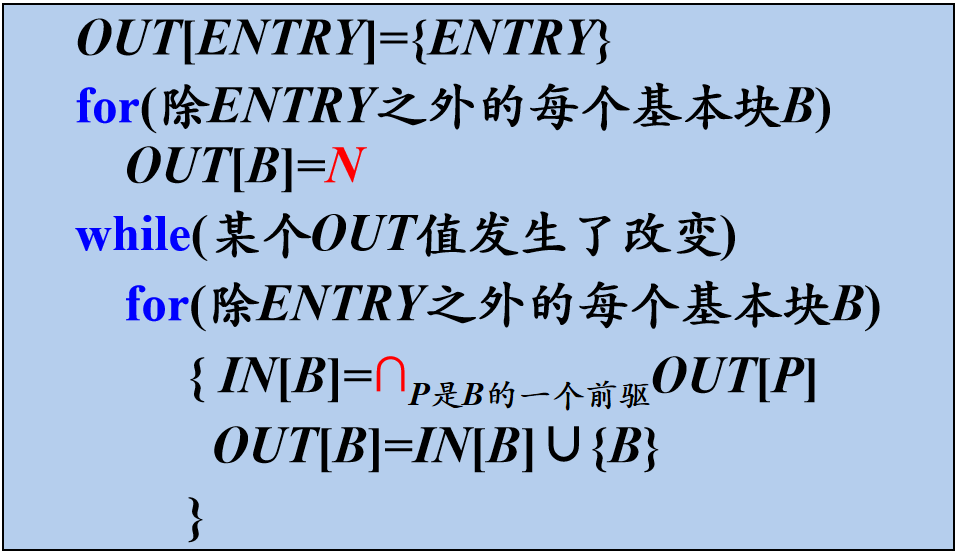 OUT[ENTRY]={ENTRY}
for(除ENTRY之外的每个基本块B)
OUT[B]=N
while(某个OUT值发生了改变)
for(除ENTRY之外的每个基本块B)
{ IN[B]=∩P是B的一个前驱OUT[P]
OUT[B]=IN[B]∪{B}
}